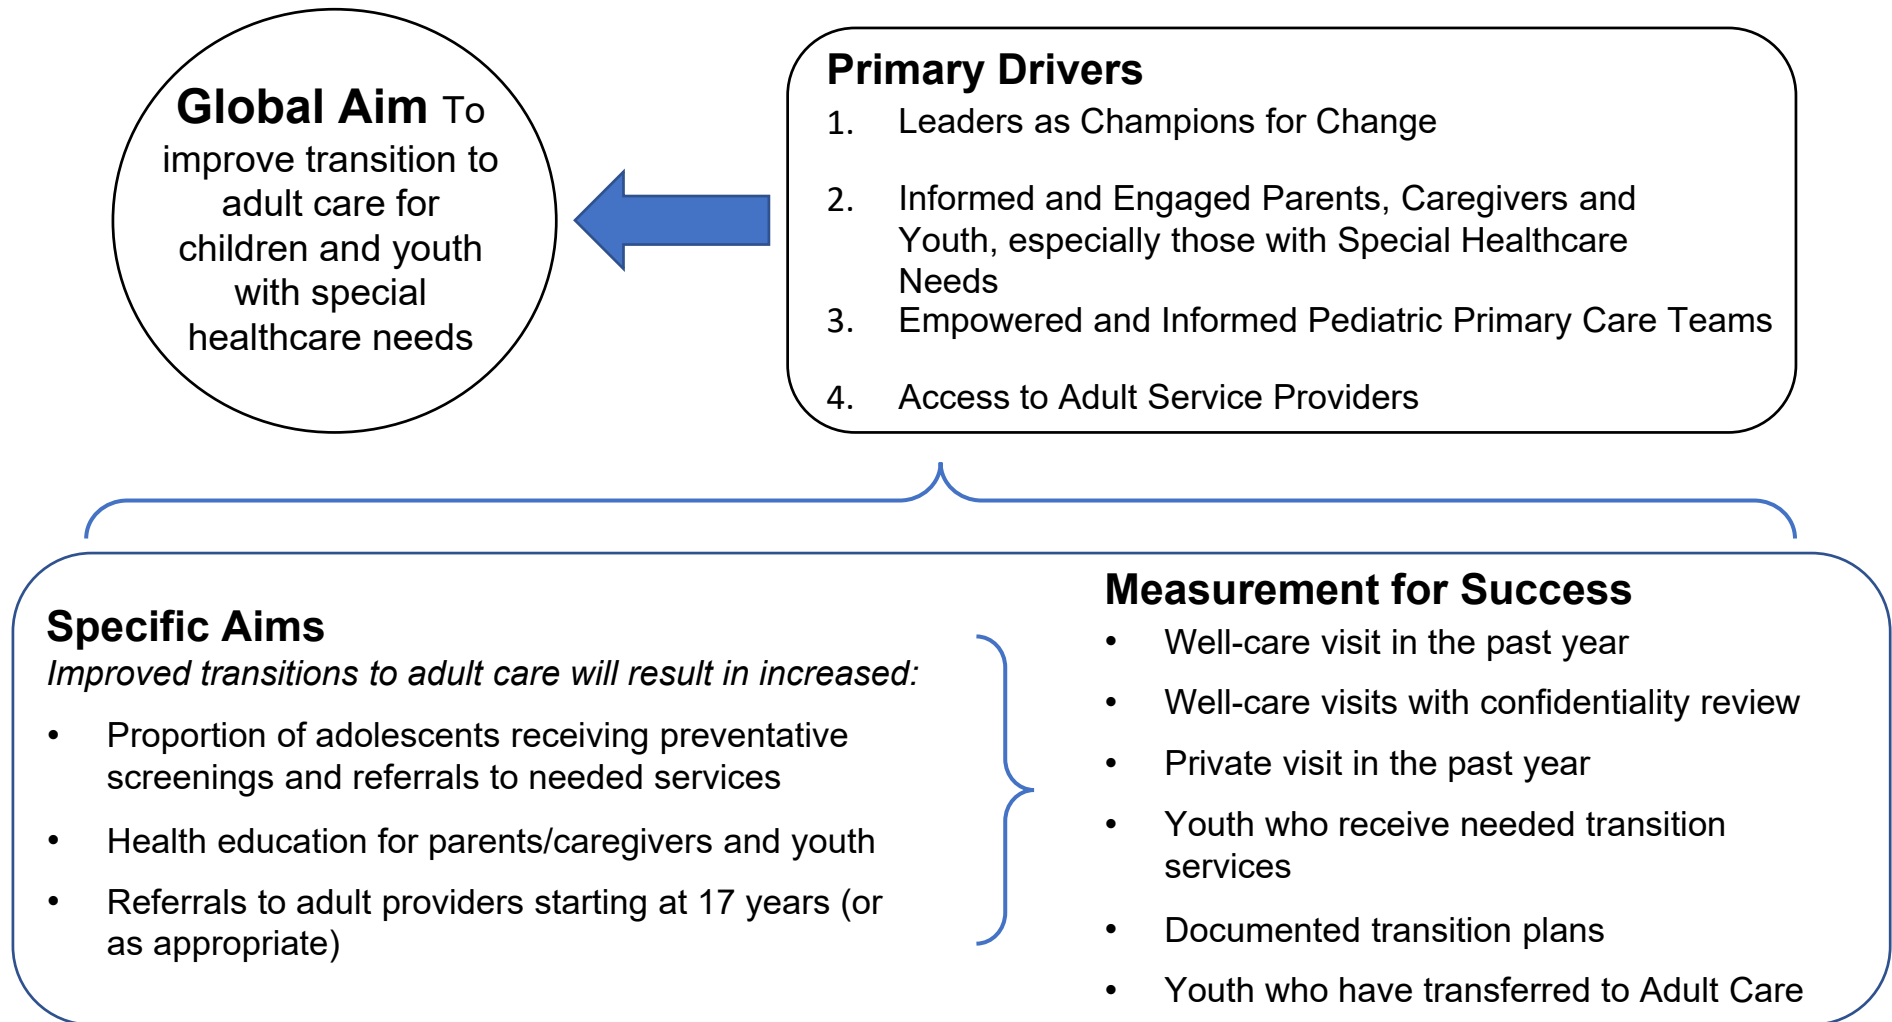 Global Aim To
improve transition to
adult care for
children and youth
with special
healthcare needs
Primary Drivers
1. Leaders as Champions for Change
2. Informed and Engaged Parents, Caregivers and
Youth, especially those with Special Healthcare
Needs
3. Empowered and Informed Pediatric Primary Care Teams
4. Access to Adult Service Providers
Specific Aims
Improved transitions to adult care will result in increased:
• Proportion of adolescents receiving preventative
screenings and referrals to needed services
• Health education for parents/caregivers and youth
• Referrals to adult providers starting at 17 years (or
as appropriate)
Measurement for Success
• Well-care visit in the past year
• Well-care visits with confidentiality review
• Private visit in the past year
• Youth who receive needed transition
services
• Documented transition plans
• Youth who have transferred to Adult Care